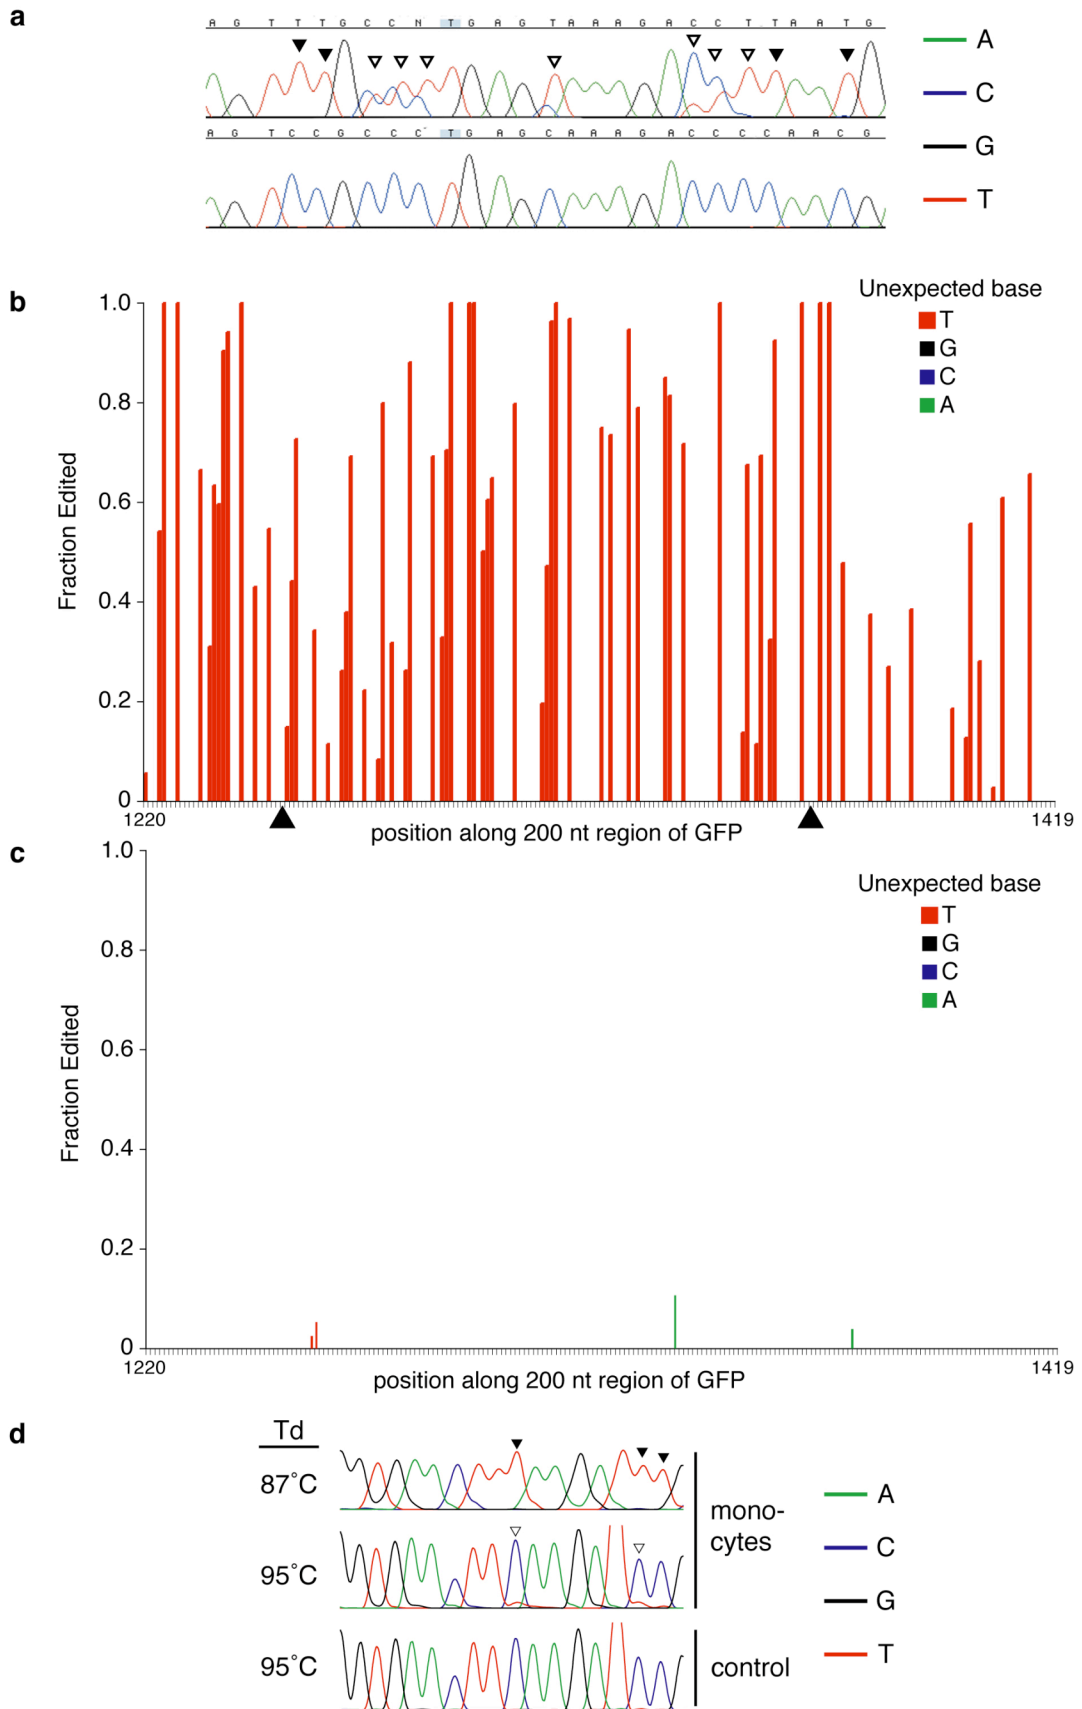 a
A G T T T G C C N T G A G T A A A G A C C T T A A T G
A
C
A G T C C G C C C T G A G C A A A G A C C C C A A C G
G
T
b
Unexpected base
T
G
C
A
1.0
0.8
0.6
0.4
0.2
0
Fraction Edited
1220
position along 200 nt region of GFP
1419
c
1.0
Unexpected base
T
G
C
A
0.8
0.6
0.4
0.2
0
Fraction Edited
1220
position along 200 nt region of GFP
1419
d
Td
87°C
95°C
95°C
mono-
cytes
control
A
C
G
T